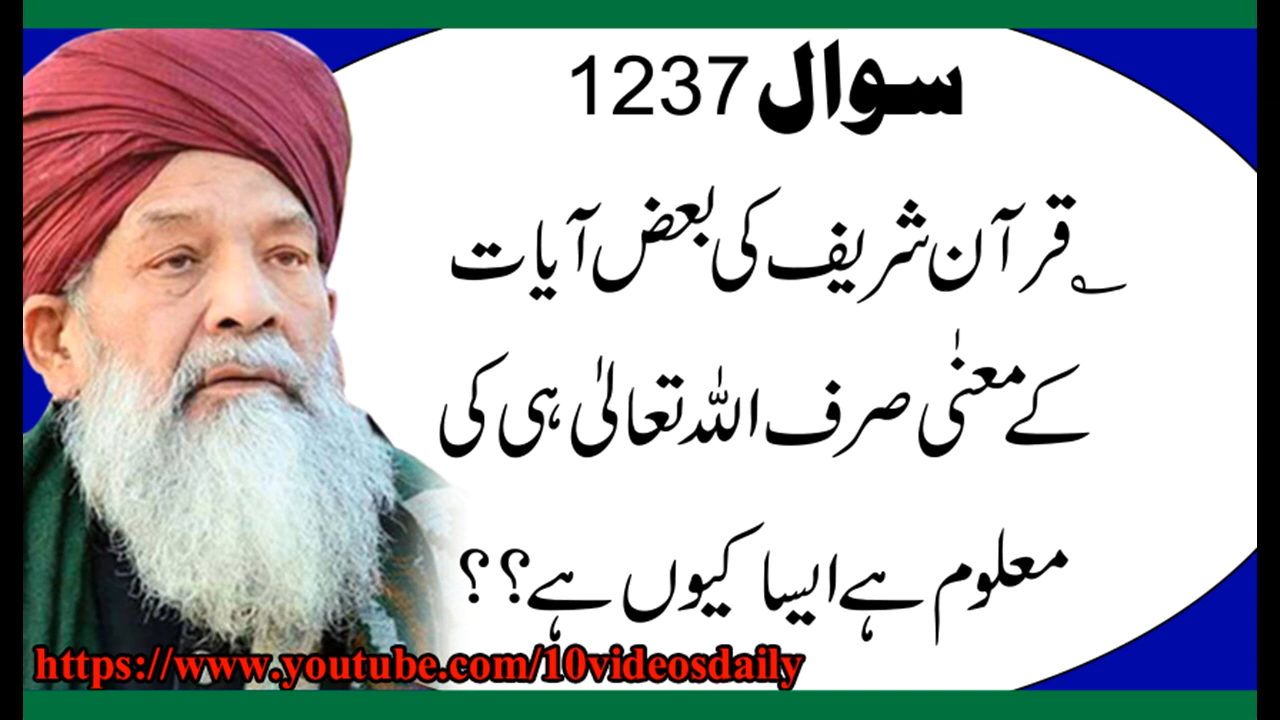 سوال 1237
قرآن شریف کی بعض آیات
کے معنٰی صرف اللہ تعالیٰ ہی کی
معلوم ہے ایسا کیوں ہے؟؟
https://www.youtube.com/10videosdaily